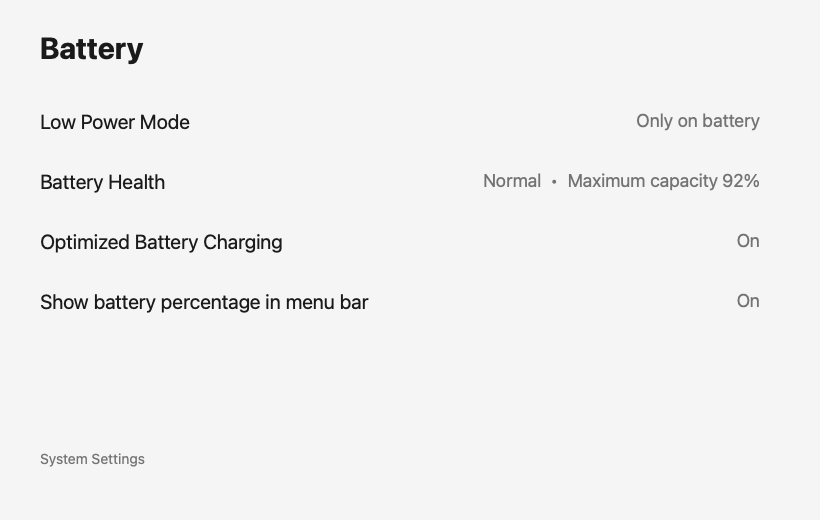 Battery
Low Power Mode Only on battery
Battery Health Normal • Maximum capacity 92%
Optimized Battery Charging On
Show battery percentage in menu bar On
System Settings